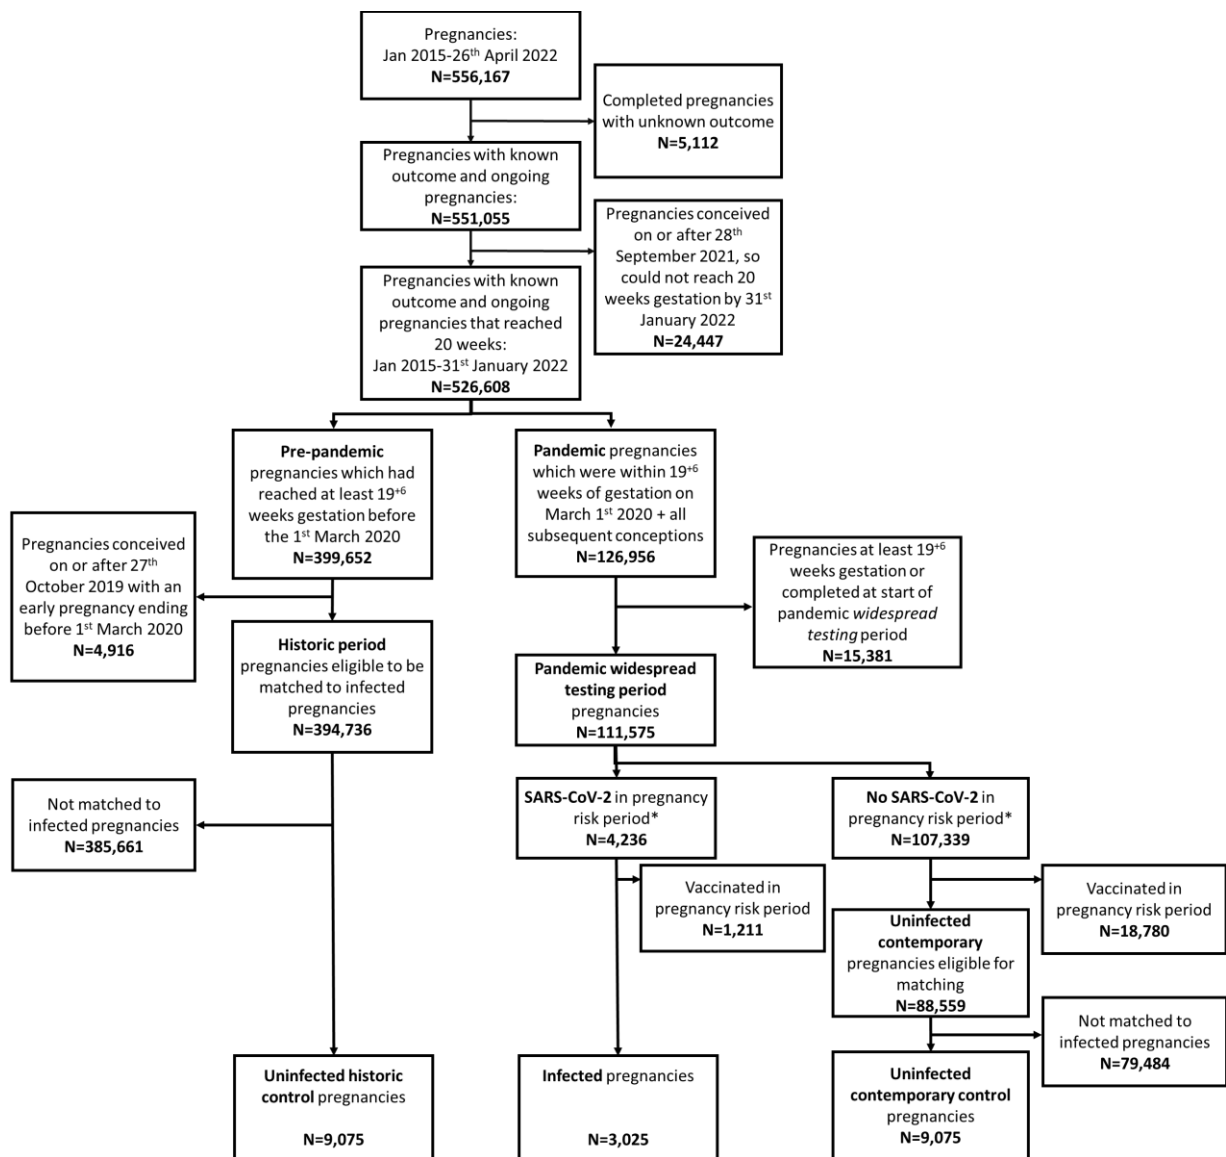 Pregnancies:
Jan 2015-26th April 2022
N=556,167
Completed pregnancies
with unknown outcome
N=5,112
Pregnancies with known
outcome and ongoing
pregnancies:
N=551,055
Pregnancies conceived
on or after 28th
September 2021, so
could not reach 20
weeks gestation by 31st
January 2022
N=24,447
Pregnancies with known
outcome and ongoing
pregnancies that reached
20 weeks:
Jan 2015-31st January 2022
N=526,608
Pre-pandemic
pregnancies which had
reached at least 19+6
weeks gestation before
the 1st March 2020
N=399,652
Pandemic pregnancies
which were within 19+6
weeks of gestation on
March 1st 2020 + all
subsequent conceptions
N=126,956
Pregnancies conceived
on or after 27th
October 2019 with an
early pregnancy ending
before 1st March 2020
N=4,916
Pregnancies at least 19+6
weeks gestation or
completed at start of
pandemic widespread
testing period
N=15,381
Historic period
pregnancies eligible to be
matched to infected
pregnancies
N=394,736
Pandemic widespread
testing period
pregnancies
N=111,575
Not matched to
infected pregnancies
N=385,661
SARS-CoV-2 in pregnancy
risk period*
N=4,236
No SARS-CoV-2 in
pregnancy risk period*
N=107,339
Vaccinated in
pregnancy risk period
N=1,211
Vaccinated in
pregnancy risk period
N=18,780
Uninfected
contemporary
pregnancies eligible for
matching
N=88,559
Not matched to
infected pregnancies
N=79,484
Uninfected historic
control pregnancies
N=9,075
Infected pregnancies
N=3,025
Uninfected
contemporary control
pregnancies
N=9,075